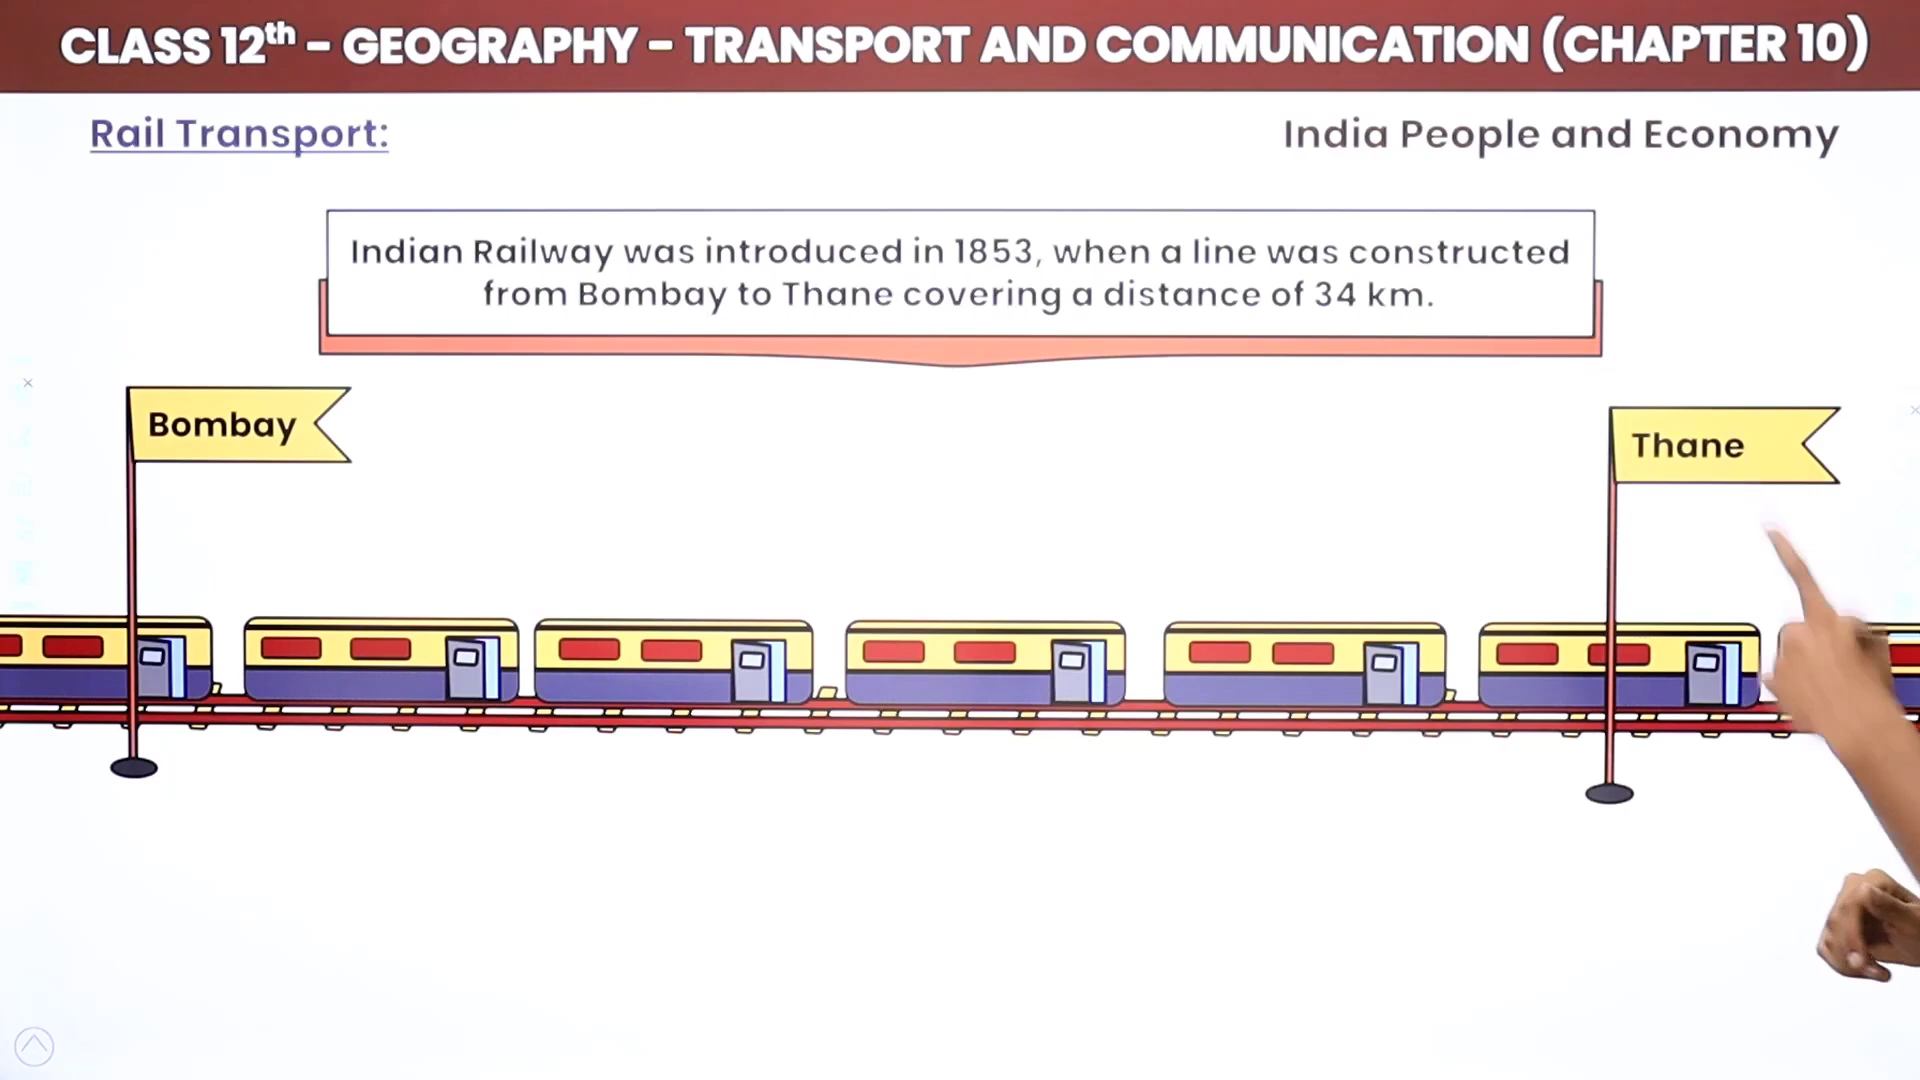 CLASS 12th - GEOGRAPHY - TRANSPORT AND COMMUNICATION (CHAPTER 10)
Rail Transport:
India People and Economy
Indian Railway was introduced in 1853, when a line was constructed
from Bombay to Thane covering a distance of 34 km.
Bombay
Thane